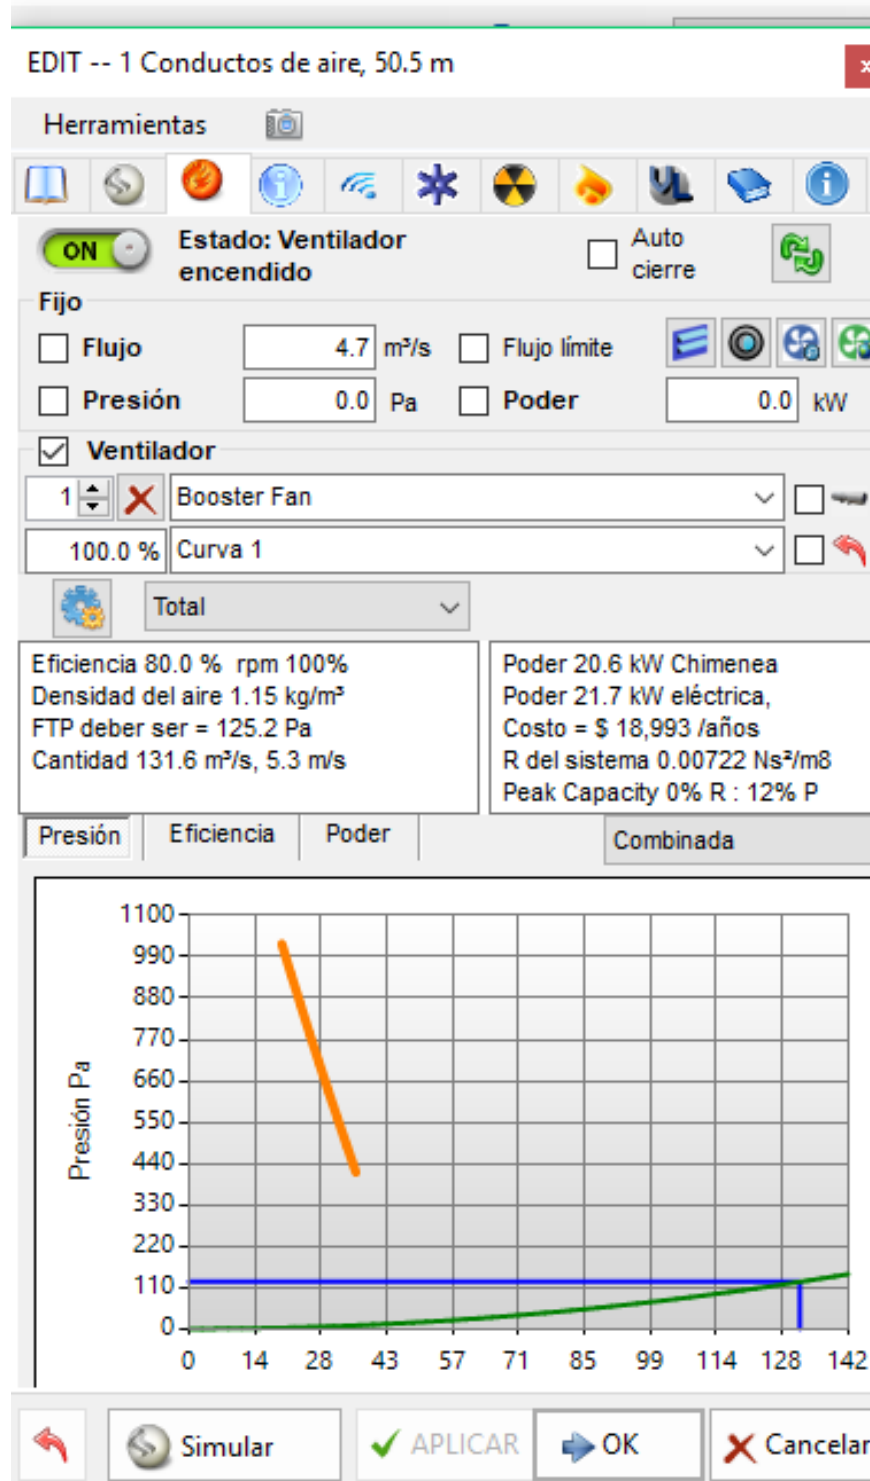 EDIT -- 1 Conductos de aire, 50.5 m
x
Herramientas
ON
Estado: Ventilador
encendido
Auto
cierre
Fijo
Flujo 4.7 m³/s Flujo límite
Presión 0.0 Pa Poder 0.0 kW
Ventilador
1 Booster Fan
100.0 % Curva 1
Total
Eficiencia 80.0 % rpm 100%
Densidad del aire 1.15 kg/m³
FTP deber ser = 125.2 Pa
Cantidad 131.6 m³/s, 5.3 m/s
Poder 20.6 kW Chimenea
Poder 21.7 kW eléctrica,
Costo = $ 18,993 /años
R del sistema 0.00722 Ns²/m8
Peak Capacity 0% R : 12% P
Presión Eficiencia Poder Combinada
Presión Pa
1100
990
880
770
660
550
440
330
220
110
0
0 14 28 43 57 71 85 99 114 128 142
Simular APLICAR OK Cancelar